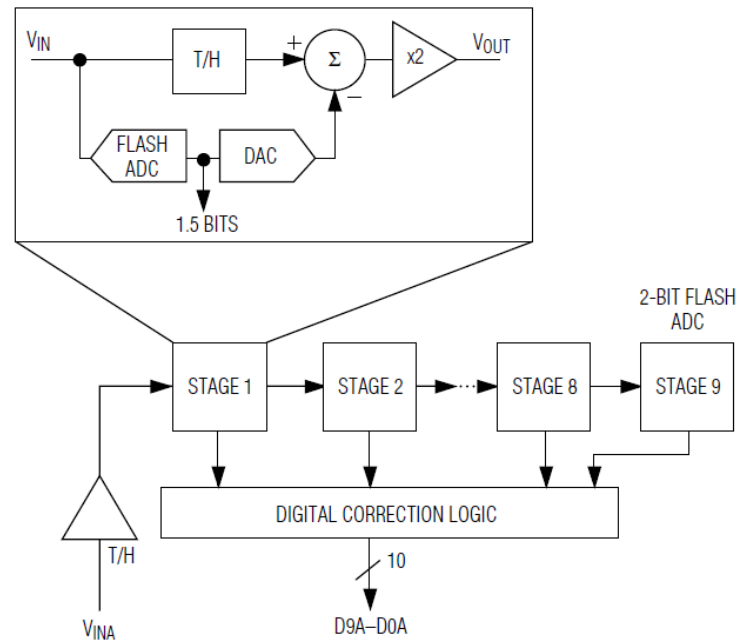 VIN
T/H
+
Σ
x2
VOUT
−
FLASH
ADC
DAC
1.5 BITS
2-BIT FLASH
ADC
STAGE 1
STAGE 2
...
STAGE 8
STAGE 9
DIGITAL CORRECTION LOGIC
T/H
10
VINA
D9A–D0A